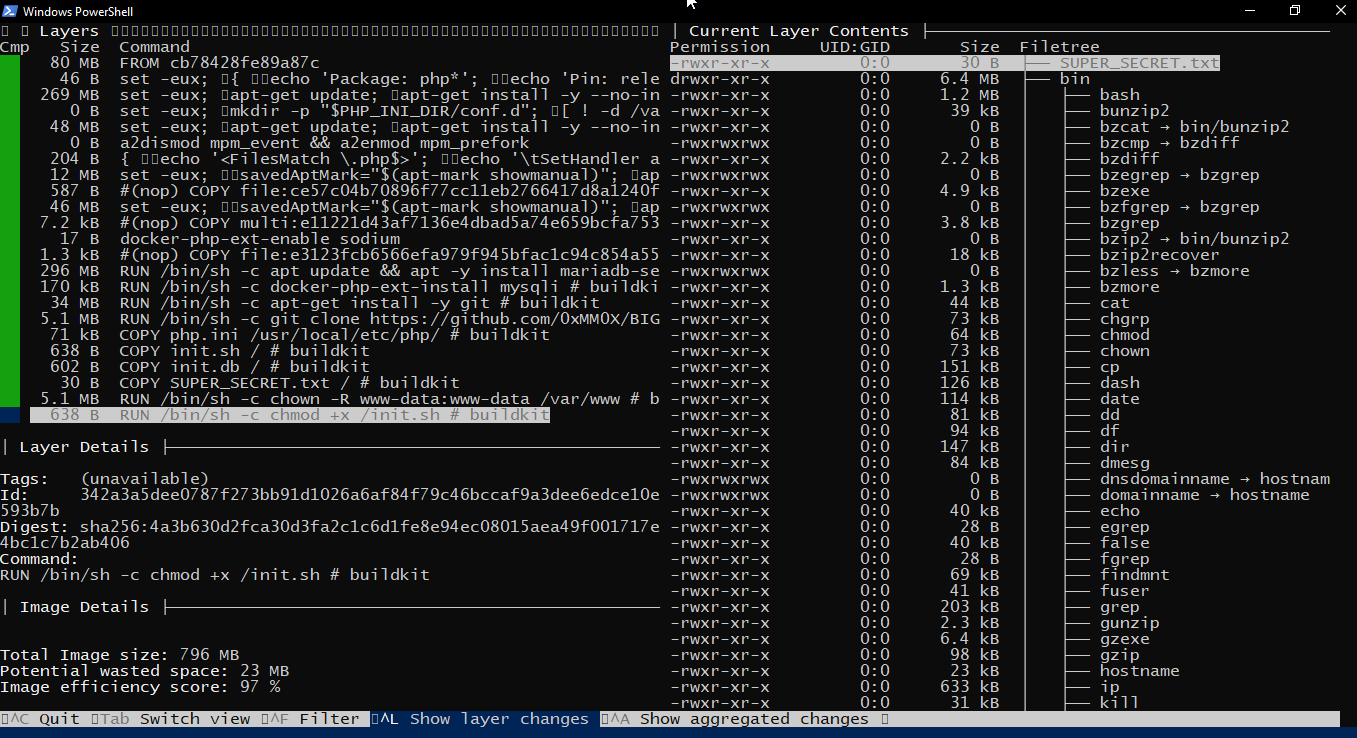 Windows PowerShell
Layers
Cmp Size Command
80 MB FROM cb78428fe89a87c
46 B set -eux; { echo 'Package: php*'; echo 'Pin: rele
269 MB set -eux; apt-get update; apt-get install -y --no-in
0 B set -eux; mkdir -p "$PHP_INI_DIR/conf.d"; [ ! -d /va
48 MB set -eux; apt-get update; apt-get install -y --no-in
0 B a2dismod mpm_event && a2enmod mpm_prefork
204 B { echo '<FilesMatch \.php$>'; echo '\tSetHandler a
12 MB set -eux; savedAptMark="$(apt-mark showmanual)"; ap
587 B #(nop) COPY file:ce57c04b70896f77cc11eb2766417d8a1240f
46 MB set -eux; savedAptMark="$(apt-mark showmanual)"; ap
7.2 kB #(nop) COPY multi:e11221d43af7136e4dbad5a74e659bcfa753
17 B docker-php-ext-enable sodium
1.3 kB #(nop) COPY file:e3123fcb6566efa979f945bfac1c94c854a55
296 MB RUN /bin/sh -c apt update && apt -y install mariadb-se
170 kB RUN /bin/sh -c docker-php-ext-install mysqli # buildki
34 MB RUN /bin/sh -c apt-get install -y git # buildkit
5.1 MB RUN /bin/sh -c git clone https://github.com/0xMM0X/BIG
71 kB COPY php.ini /usr/local/etc/php/ # buildkit
638 B COPY init.sh / # buildkit
602 B COPY init.db / # buildkit
30 B COPY SUPER_SECRET.txt / # buildkit
5.1 MB RUN /bin/sh -c chown -R www-data:www-data /var/www # b
638 B RUN /bin/sh -c chmod +x /init.sh # buildkit
│ Layer Details ├
Tags: (unavailable)
Id: 342a3a5dee0787f273bb91d1026a6af84f79c46bccaf9a3dee6edce10e
593b7b
Digest: sha256:4a3b630d2fca30d3fa2c1c6d1fe8e94ec08015aea49f001717e
4bc1c7b2ab406
Command:
RUN /bin/sh -c chmod +x /init.sh # buildkit
│ Image Details ├
Total Image size: 796 MB
Potential wasted space: 23 MB
Image efficiency score: 97 %
│ Current Layer Contents ├
Permission UID:GID Size Filetree
-rwxr-xr-x 0:0 30 B ├── SUPER_SECRET.txt
drwxr-xr-x 0:0 6.4 MB ├── bin
-rwxr-xr-x 0:0 1.2 MB │ ├── bash
-rwxr-xr-x 0:0 39 kB │ ├── bunzip2
-rwxrwxrwx 0:0 0 B │ ├── bzcat → bin/bunzip2
-rwxrwxrwx 0:0 0 B │ ├── bzcmp → bzdiff
-rwxr-xr-x 0:0 2.2 kB │ ├── bzdiff
-rwxrwxrwx 0:0 0 B │ ├── bzegrep → bzgrep
-rwxr-xr-x 0:0 4.9 kB │ ├── bzexe
-rwxrwxrwx 0:0 0 B │ ├── bzfgrep → bzgrep
-rwxr-xr-x 0:0 3.8 kB │ ├── bzgrep
-rwxr-xr-x 0:0 0 B │ ├── bzip2 → bin/bunzip2
-rwxr-xr-x 0:0 18 kB │ ├── bzip2recover
-rwxrwxrwx 0:0 0 B │ ├── bzless → bzmore
-rwxr-xr-x 0:0 1.3 kB │ ├── bzmore
-rwxr-xr-x 0:0 44 kB │ ├── cat
-rwxr-xr-x 0:0 73 kB │ ├── chgrp
-rwxr-xr-x 0:0 64 kB │ ├── chmod
-rwxr-xr-x 0:0 73 kB │ ├── chown
-rwxr-xr-x 0:0 151 kB │ ├── cp
-rwxr-xr-x 0:0 126 kB │ ├── dash
-rwxr-xr-x 0:0 114 kB │ ├── date
-rwxr-xr-x 0:0 81 kB │ ├── dd
-rwxr-xr-x 0:0 94 kB │ ├── df
-rwxr-xr-x 0:0 147 kB │ ├── dir
-rwxr-xr-x 0:0 84 kB │ ├── dmesg
-rwxrwxrwx 0:0 0 B │ ├── dnsdomainname → hostnam
-rwxrwxrwx 0:0 0 B │ ├── domainname → hostname
-rwxr-xr-x 0:0 40 kB │ ├── echo
-rwxr-xr-x 0:0 28 B │ ├── egrep
-rwxr-xr-x 0:0 40 kB │ ├── false
-rwxr-xr-x 0:0 28 B │ ├── fgrep
-rwxr-xr-x 0:0 69 kB │ ├── findmnt
-rwxr-xr-x 0:0 41 kB │ ├── fuser
-rwxr-xr-x 0:0 203 kB │ ├── grep
-rwxr-xr-x 0:0 2.3 kB │ ├── gunzip
-rwxr-xr-x 0:0 6.4 kB │ ├── gzexe
-rwxr-xr-x 0:0 98 kB │ ├── gzip
-rwxr-xr-x 0:0 23 kB │ ├── hostname
-rwxr-xr-x 0:0 633 kB │ ├── ip
-rwxr-xr-x 0:0 31 kB │ ├── kill
^C Quit Tab Switch view ^F Filter ^L Show layer changes ^A Show aggregated changes